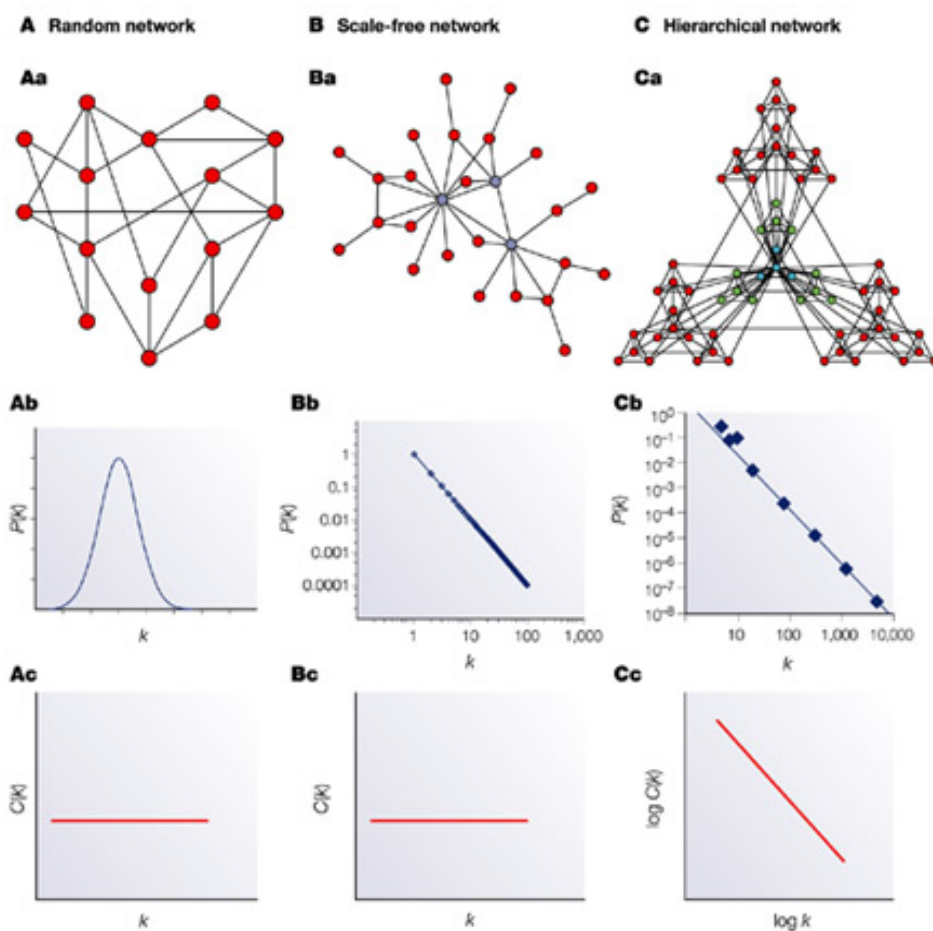 A Random network
B Scale-free network
C Hierarchical network
Aa
Ba
Ca
Ab
P(k)
k
Bb
1
0.1
0.01
0.001
0.0001
P(k)
1 10 100 1,000
k
Cb
10⁰
10⁻¹
10⁻²
10⁻³
10⁻⁴
10⁻⁵
10⁻⁶
10⁻⁷
10⁻⁸
P(k)
10 100 1,000 10,000
k
Ac
C(k)
k
Bc
C(k)
k
Cc
log C(k)
log k